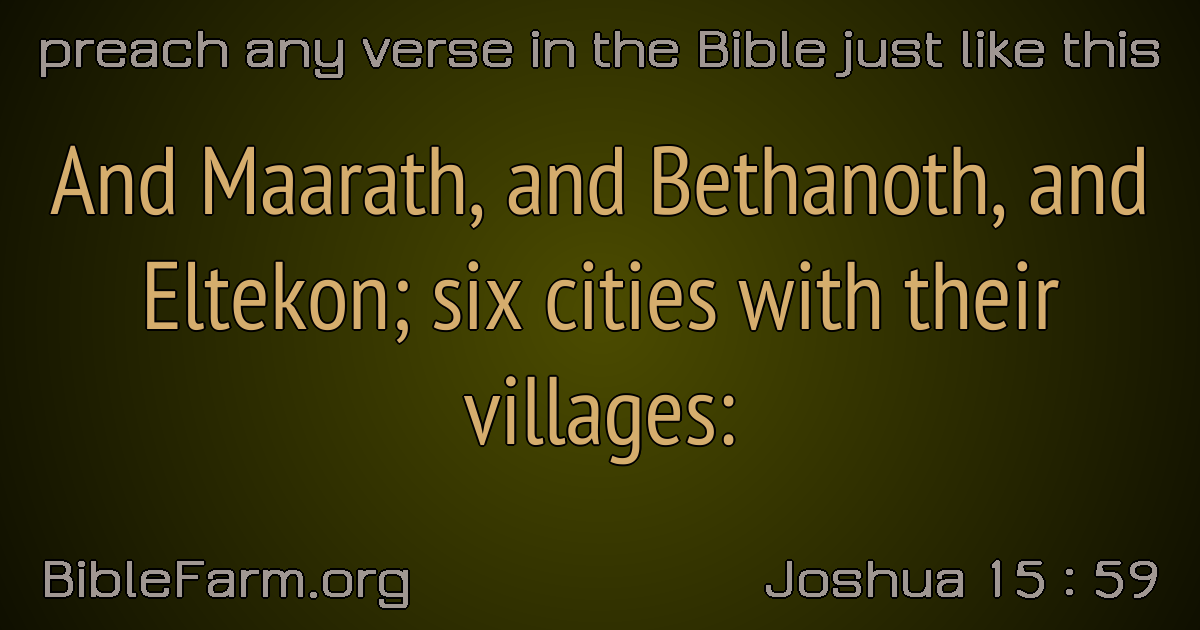 preach any verse in the Bible just like this
And Maarath, and Bethanoth, and
Eltekon; six cities with their
villages:
BibleFarm.org
Joshua 15 : 59